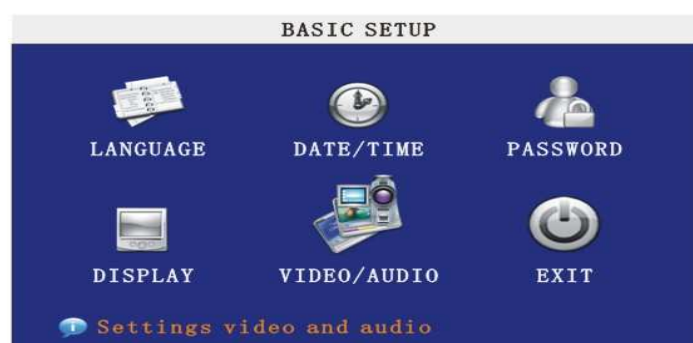 BASIC SETUP
LANGUAGE DATE/TIME PASSWORD
DISPLAY VIDEO/AUDIO EXIT
Settings video and audio